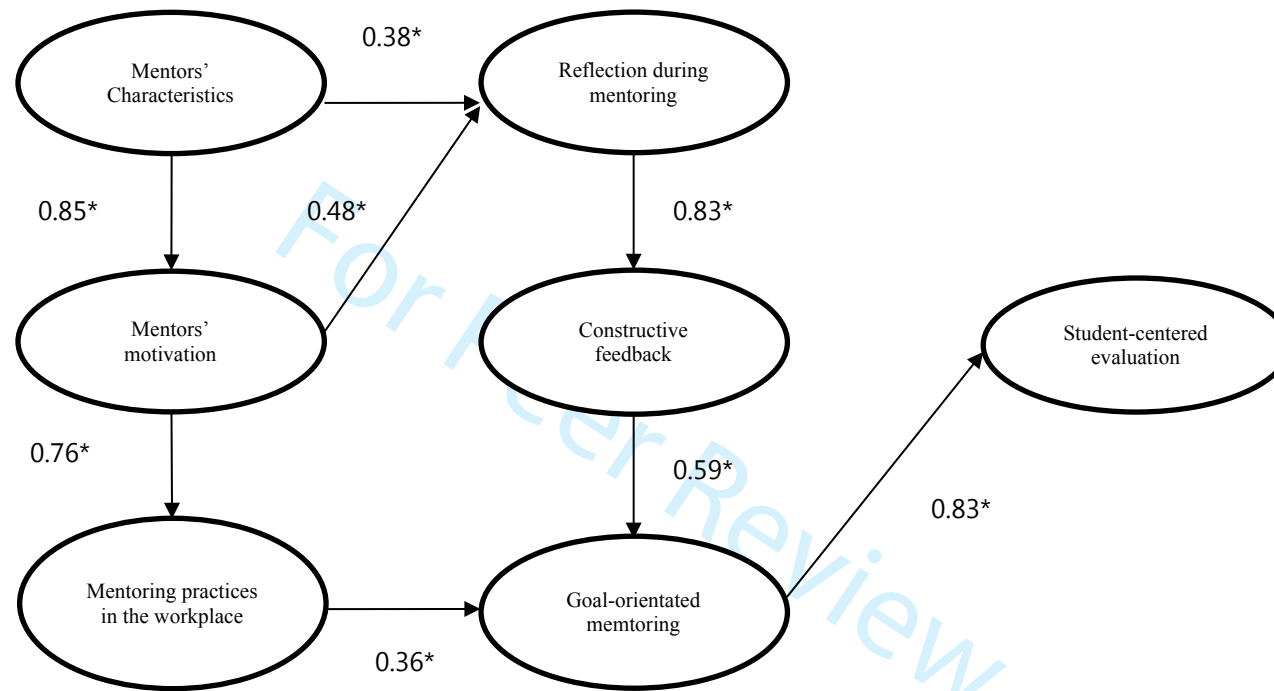 0.38*
Mentors’
Characteristics
Reflection during
mentoring
0.85*
0.48*
0.83*
Mentors’
motivation
Constructive
feedback
Student-centered
evaluation
0.76*
0.59*
0.83*
Mentoring practices
in the workplace
Goal-orientated
memtoring
0.36*
For Peer Review